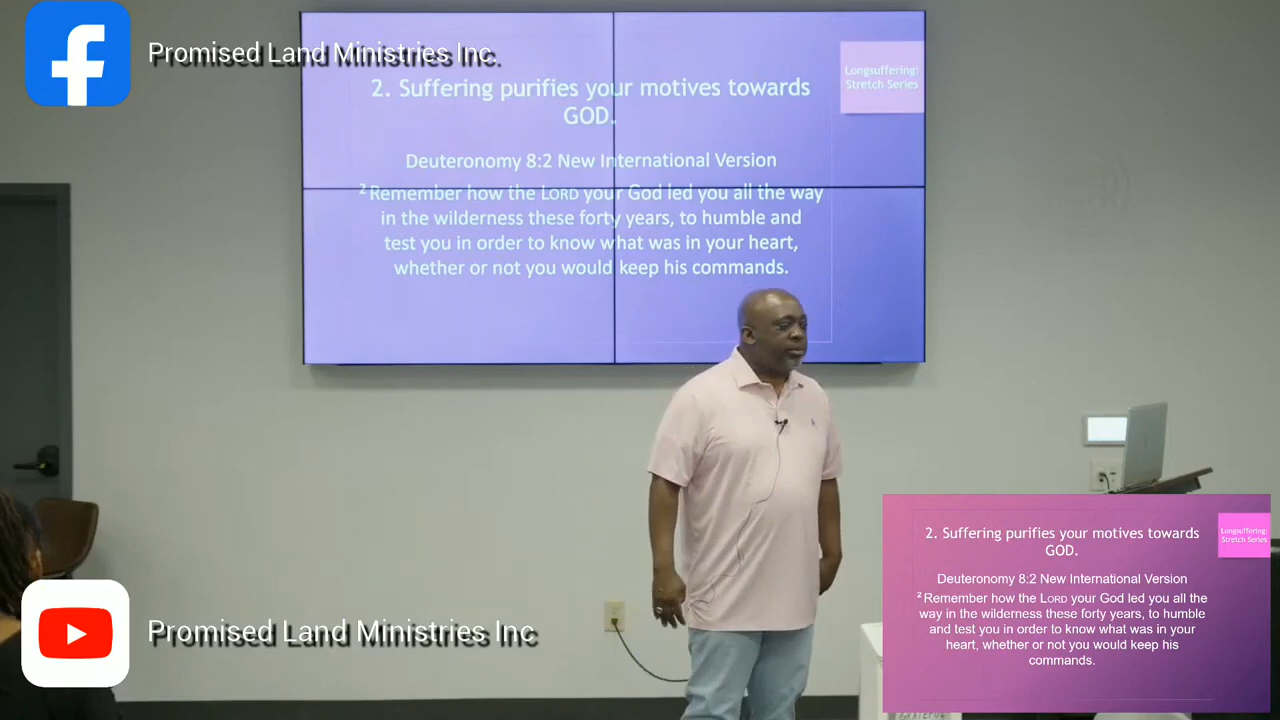 Promised Land Ministries Inc.
2. Suffering purifies your motives towards
GOD.
Longsuffering:
Stretch Series
Deuteronomy 8:2 New International Version
2 Remember how the LORD your God led you all the way
in the wilderness these forty years, to humble and
test you in order to know what was in your heart,
whether or not you would keep his commands.
2. Suffering purifies your motives towards
GOD.
Longsuffering:
Stretch Series
Deuteronomy 8:2 New International Version
2 Remember how the LORD your God led you all the
way in the wilderness these forty years, to humble
and test you in order to know what was in your
heart, whether or not you would keep his
commands.
Promised Land Ministries Inc